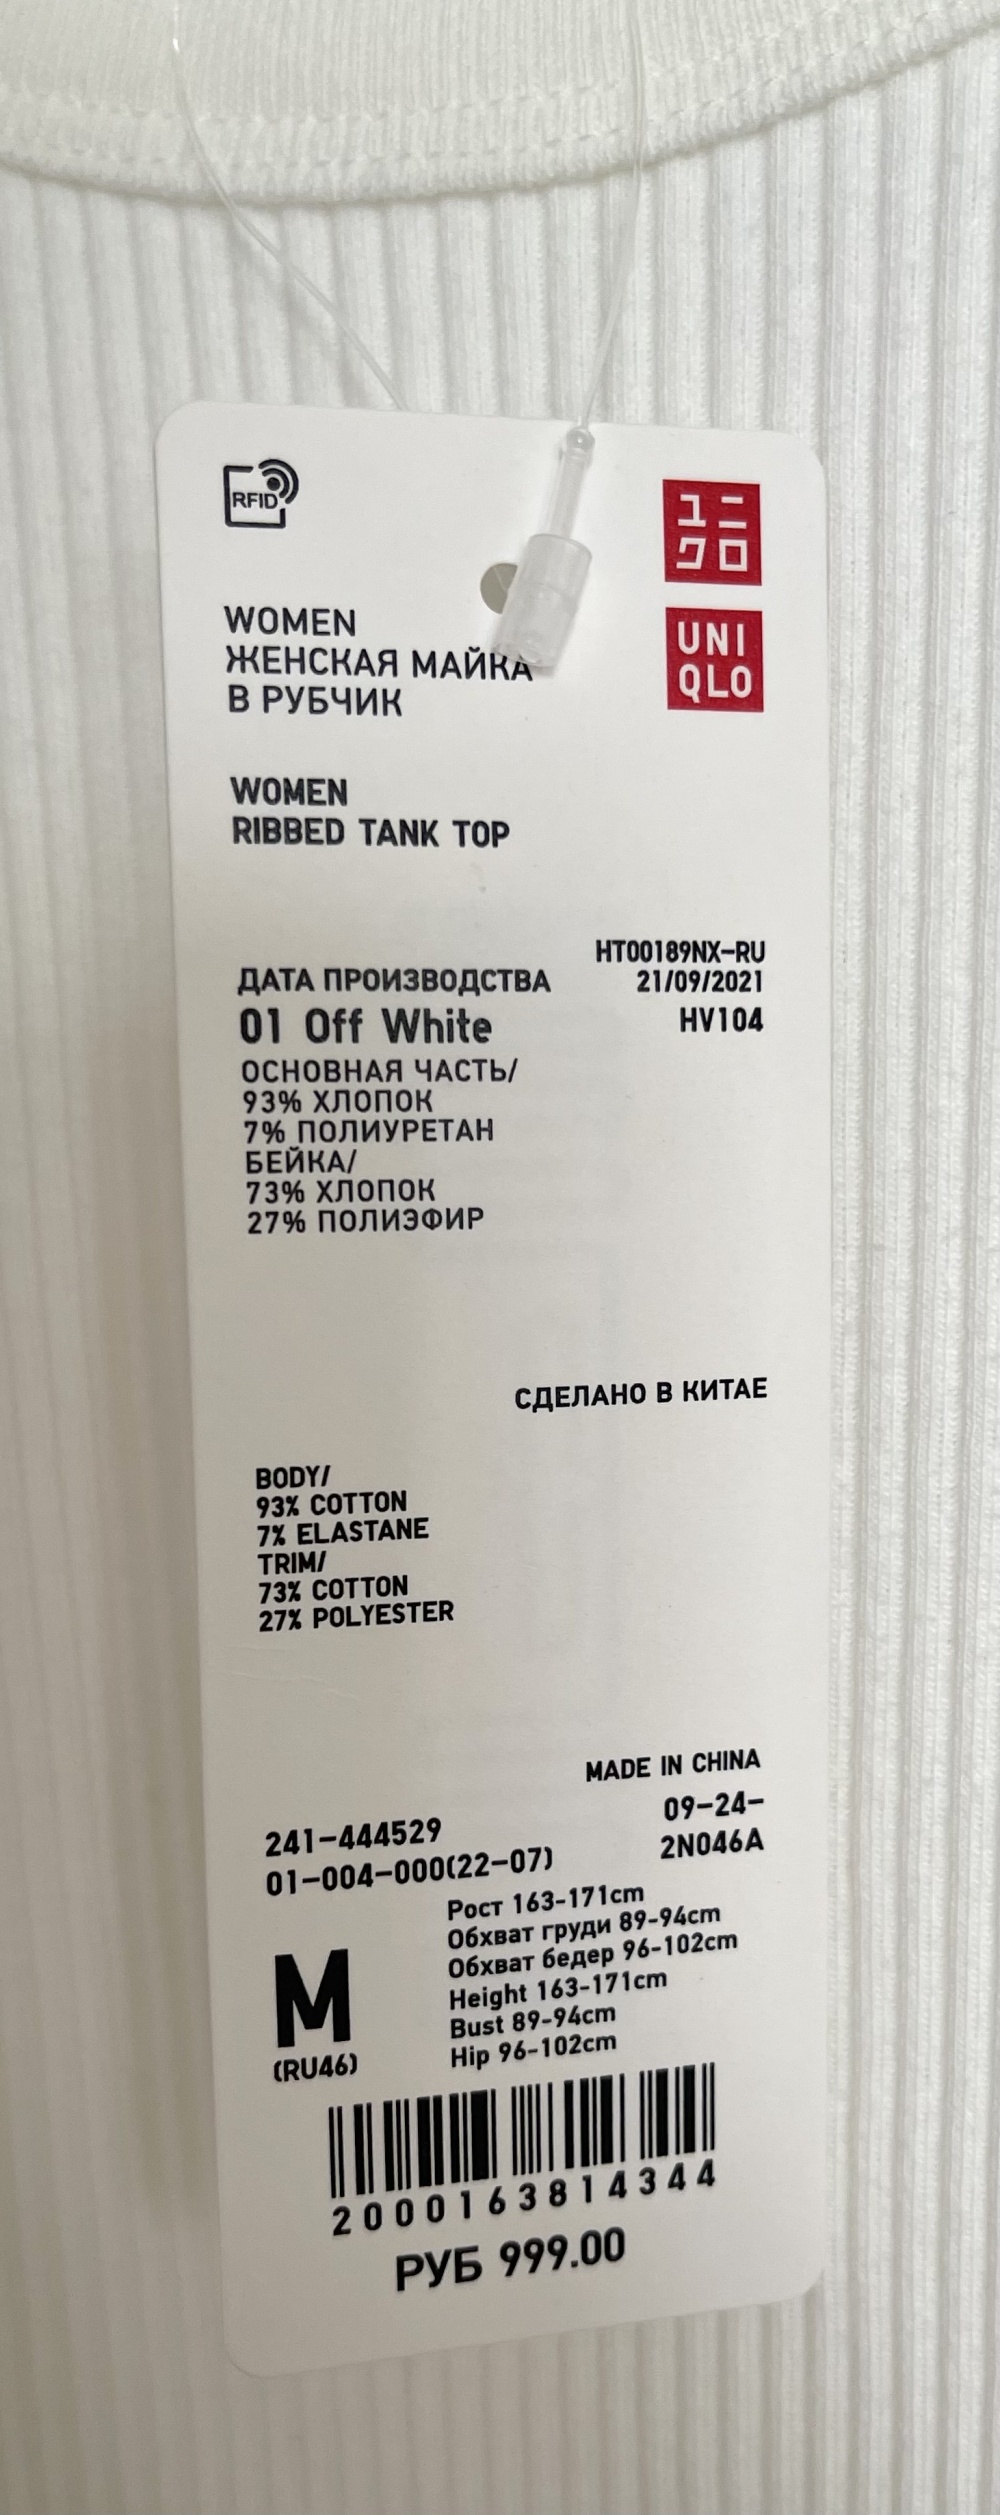 RFID
ユニ
クロ
UNI
QLO
WOMEN
ЖЕНСКАЯ МАЙКА
В РУБЧИК
WOMEN
RIBBED TANK TOP
HT00189NX-RU
ДАТА ПРОИЗВОДСТВА 21/09/2021
01 Off White HV104
ОСНОВНАЯ ЧАСТЬ/
93% ХЛОПОК
7% ПОЛИУРЕТАН
БЕЙКА/
73% ХЛОПОК
27% ПОЛИЭФИР
СДЕЛАНО В КИТАЕ
BODY/
93% COTTON
7% ELASTANE
TRIM/
73% COTTON
27% POLYESTER
MADE IN CHINA
09-24-
241-444529
2N046A
01-004-000(22-07)
Рост 163-171cm
Обхват груди 89-94cm
Обхват бедер 96-102cm
Height 163-171cm
Bust 89-94cm
Hip 96-102cm
M
(RU46)
2000163814344
РУБ 999.00